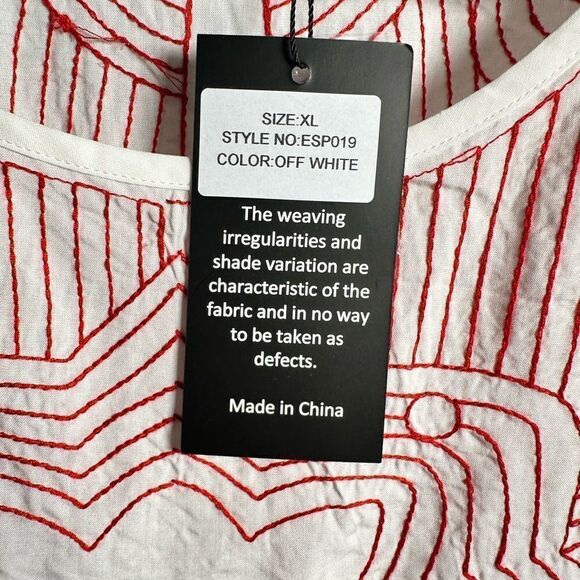 SIZE:XL
STYLE NO:ESP019
COLOR:OFF WHITE
The weaving
irregularities and
shade variation are
characteristic of the
fabric and in no way
to be taken as
defects.
Made in China